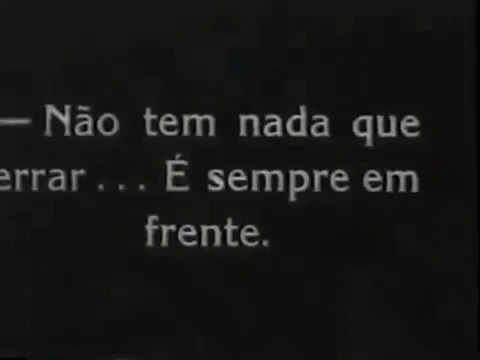 — Não tem nada que
errar... É sempre em
frente.